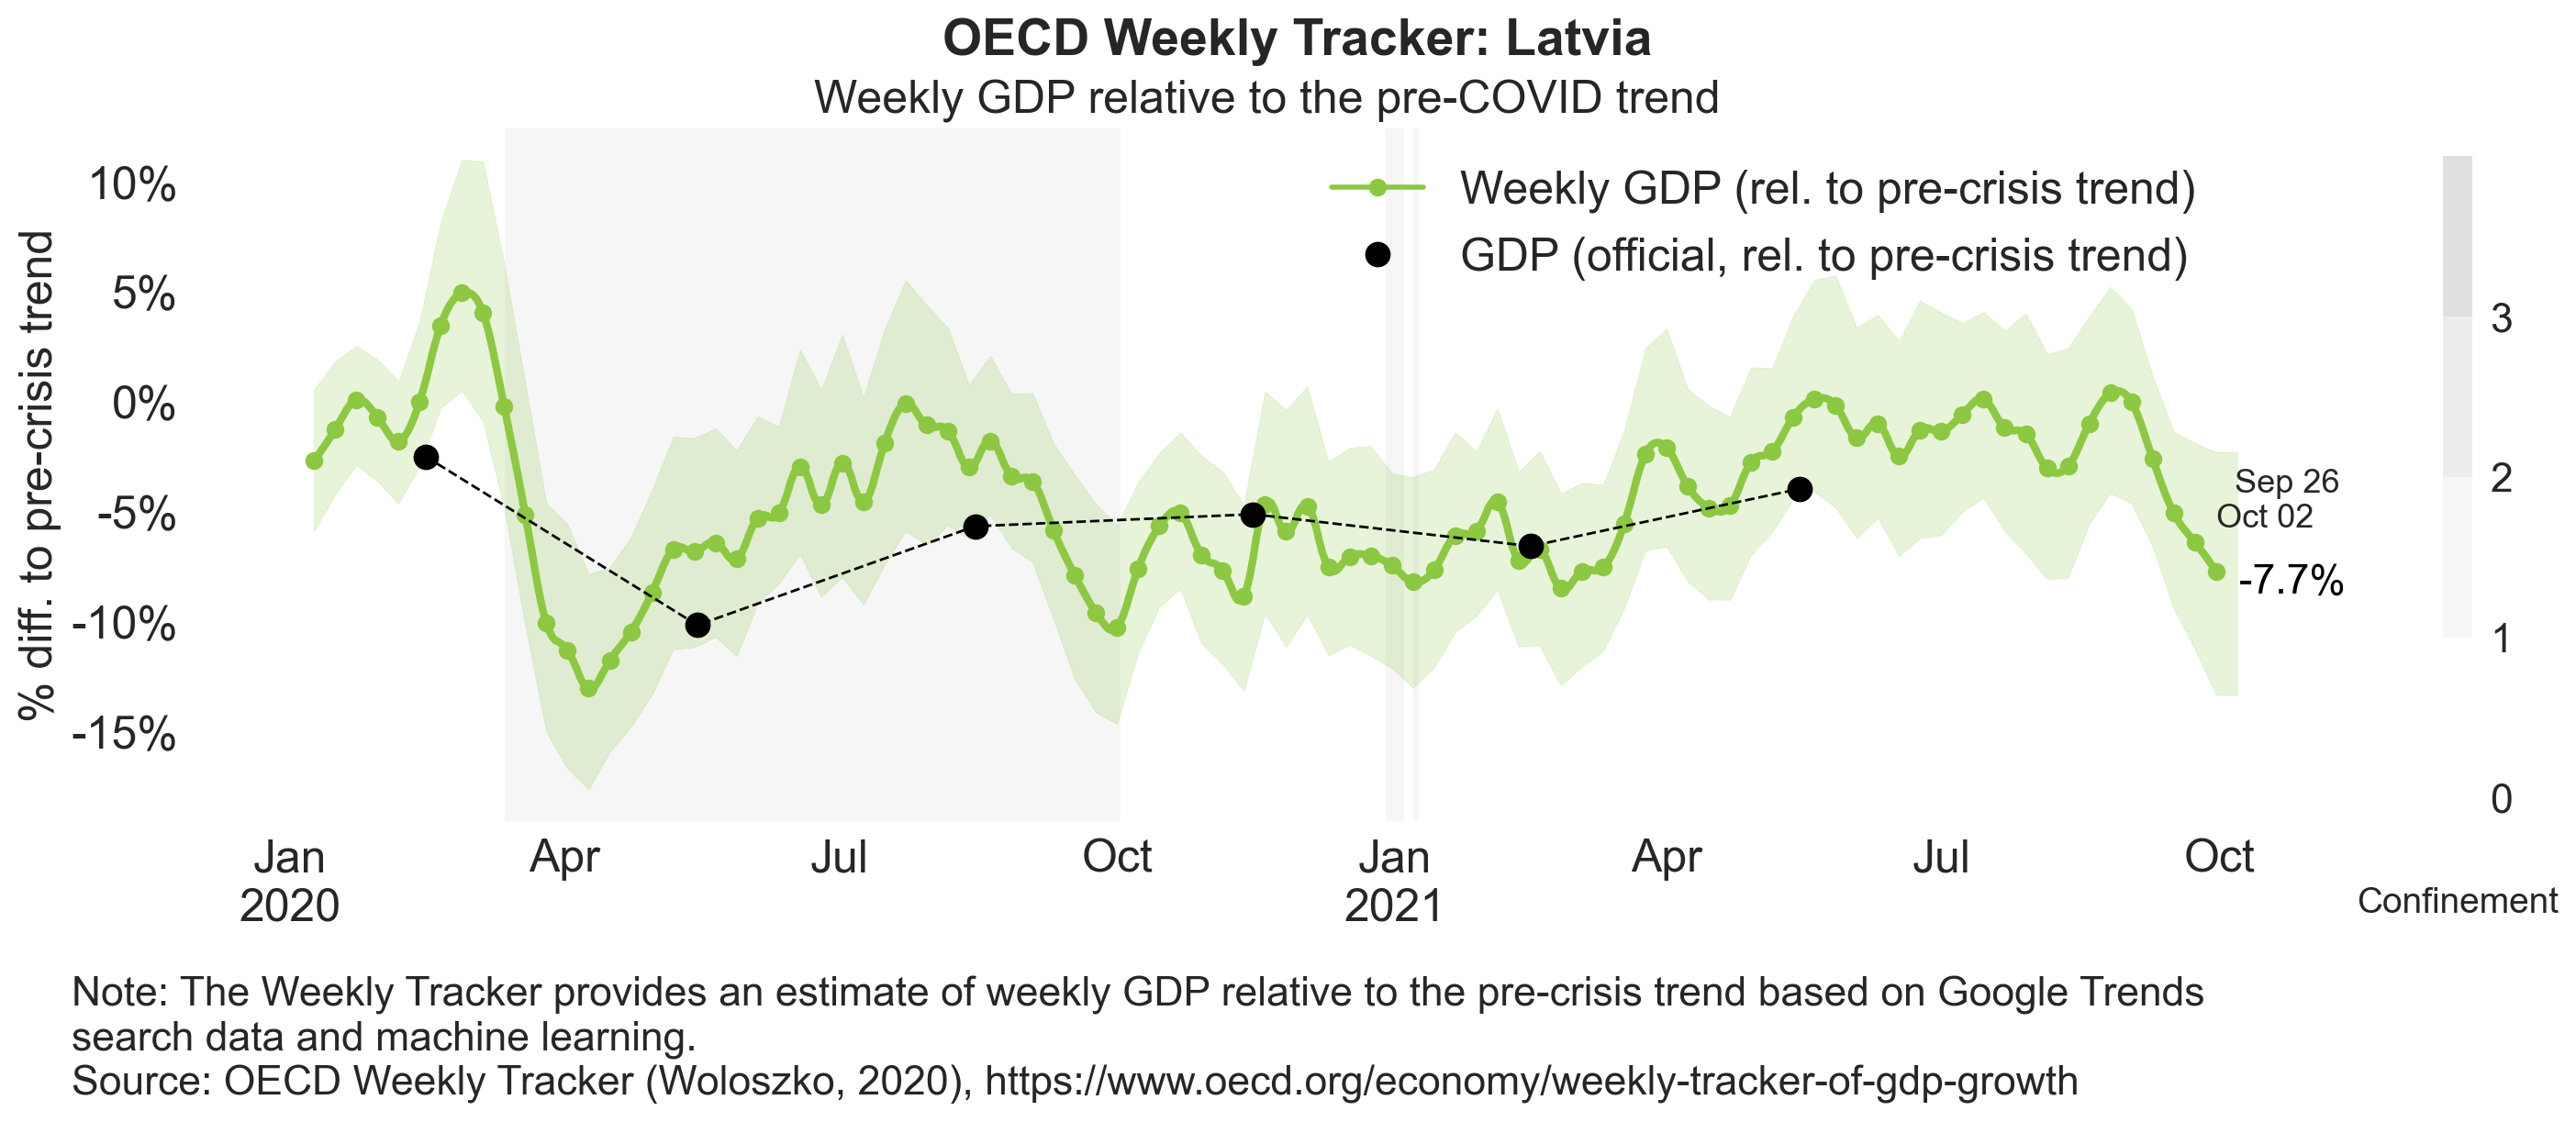 OECD Weekly Tracker: Latvia
Weekly GDP relative to the pre-COVID trend
% diff. to pre-crisis trend
10%
5%
0%
-5%
-10%
-15%
Weekly GDP (rel. to pre-crisis trend)
GDP (official, rel. to pre-crisis trend)
Sep 26
Oct 02
-7.7%
3
2
1
0
Confinement
Jan
2020
Apr
Jul
Oct
Jan
2021
Apr
Jul
Oct
Note: The Weekly Tracker provides an estimate of weekly GDP relative to the pre-crisis trend based on Google Trends
search data and machine learning.
Source: OECD Weekly Tracker (Woloszko, 2020), https://www.oecd.org/economy/weekly-tracker-of-gdp-growth